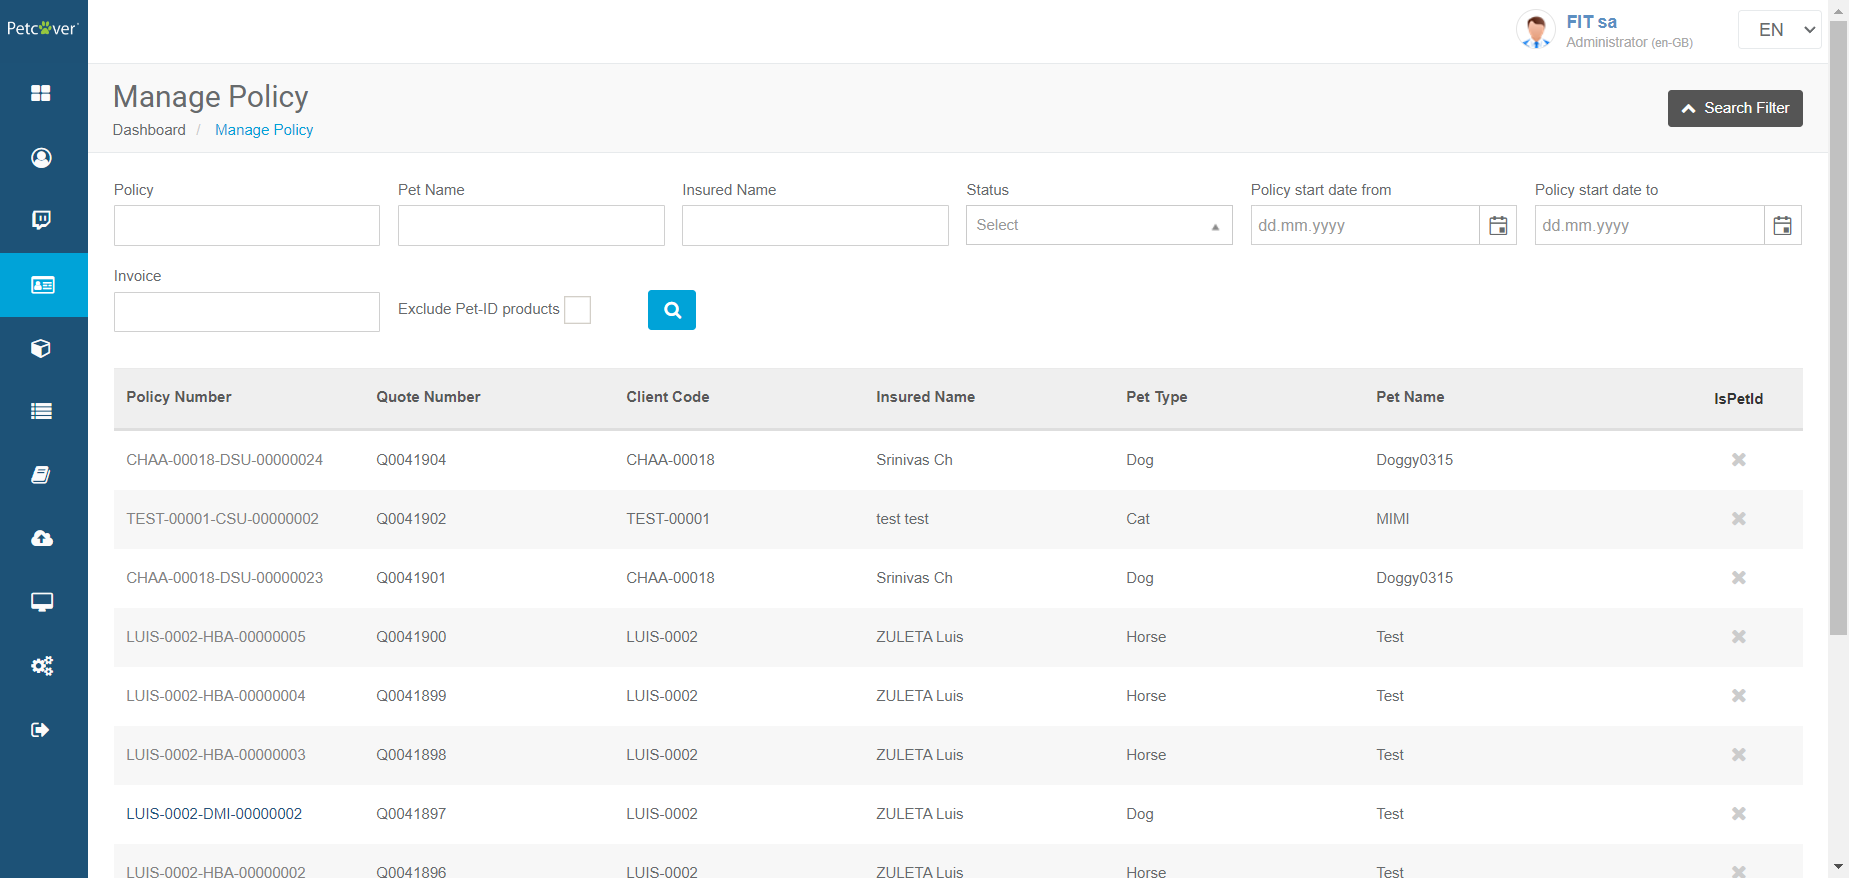 Petcover
FIT sa
Administrator (en-GB)
EN
Manage Policy
Dashboard / Manage Policy
Search Filter
Policy Pet Name Insured Name Status Policy start date from Policy start date to
Select dd.mm.yyyy dd.mm.yyyy
Invoice
Exclude Pet-ID products
Policy Number Quote Number Client Code Insured Name Pet Type Pet Name IsPetId
CHAA-00018-DSU-00000024 Q0041904 CHAA-00018 Srinivas Ch Dog Doggy0315
TEST-00001-CSU-00000002 Q0041902 TEST-00001 test test Cat MIMI
CHAA-00018-DSU-00000023 Q0041901 CHAA-00018 Srinivas Ch Dog Doggy0315
LUIS-0002-HBA-00000005 Q0041900 LUIS-0002 ZULETA Luis Horse Test
LUIS-0002-HBA-00000004 Q0041899 LUIS-0002 ZULETA Luis Horse Test
LUIS-0002-HBA-00000003 Q0041898 LUIS-0002 ZULETA Luis Horse Test
LUIS-0002-DMI-00000002 Q0041897 LUIS-0002 ZULETA Luis Dog Test
LUIS-0002-HBA-00000002 Q0041896 LUIS-0002 ZULETA Luis Horse Test